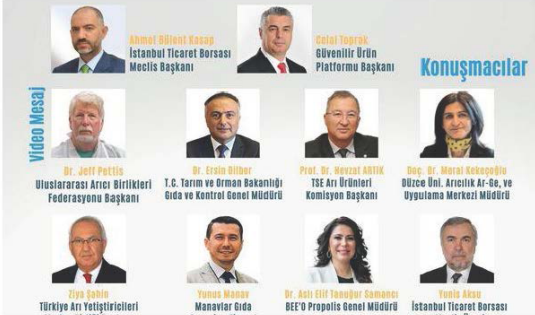 Ahmet Bülent Kasap
İstanbul Ticaret Borsası
Meclis Başkanı
Celal Toprak
Güvenilir Ürün
Platformu Başkanı
Konuşmacılar
Video Mesaj
Dr. Jeff Pettis
Uluslararası Arıcı Birlikleri
Federasyonu Başkanı
Dr. Ersin Dilber
T.C. Tarım ve Orman Bakanlığı
Gıda ve Kontrol Genel Müdürü
Prof. Dr. Nevzat ARTIK
TSE Arı Ürünleri
Komisyon Başkanı
Doç. Dr. Meral Kekeçoğlu
Düzce Üni. Arıcılık Ar-Ge, ve
Uygulama Merkezi Müdürü
Ziya Şahin
Türkiye Arı Yetiştiricileri
Yunus Manav
Manavlar Gıda
Dr. Aslı Elif Tanuğur Samancı
BEE'O Propolis Genel Müdürü
Yunis Aksu
İstanbul Ticaret Borsası